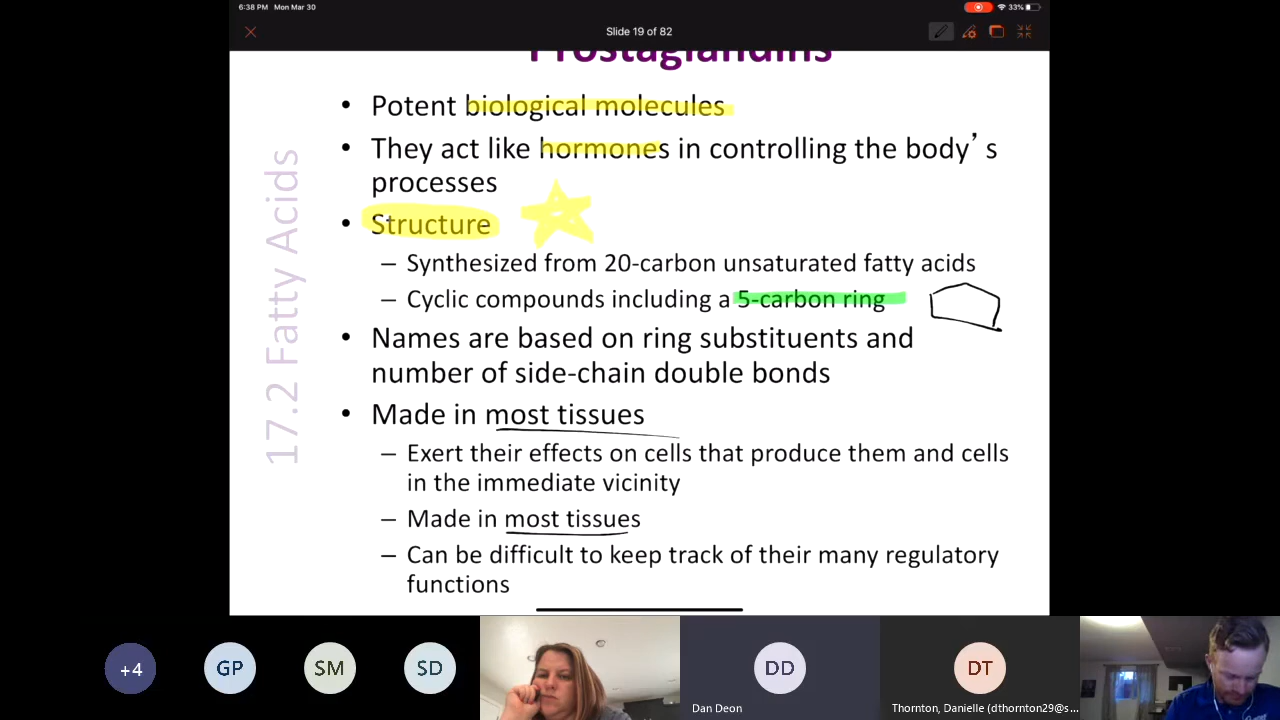 6:38 PM Mon Mar 30
33%
Slide 19 of 82
Prostaglandins
17.2 Fatty Acids
• Potent biological molecules
• They act like hormones in controlling the body's
processes
• Structure
– Synthesized from 20-carbon unsaturated fatty acids
– Cyclic compounds including a 5-carbon ring
• Names are based on ring substituents and
number of side-chain double bonds
• Made in most tissues
– Exert their effects on cells that produce them and cells
in the immediate vicinity
– Made in most tissues
– Can be difficult to keep track of their many regulatory
functions
+4
GP
SM
SD
DD
Dan Deon
DT
Thornton, Danielle (dthornton29@s...